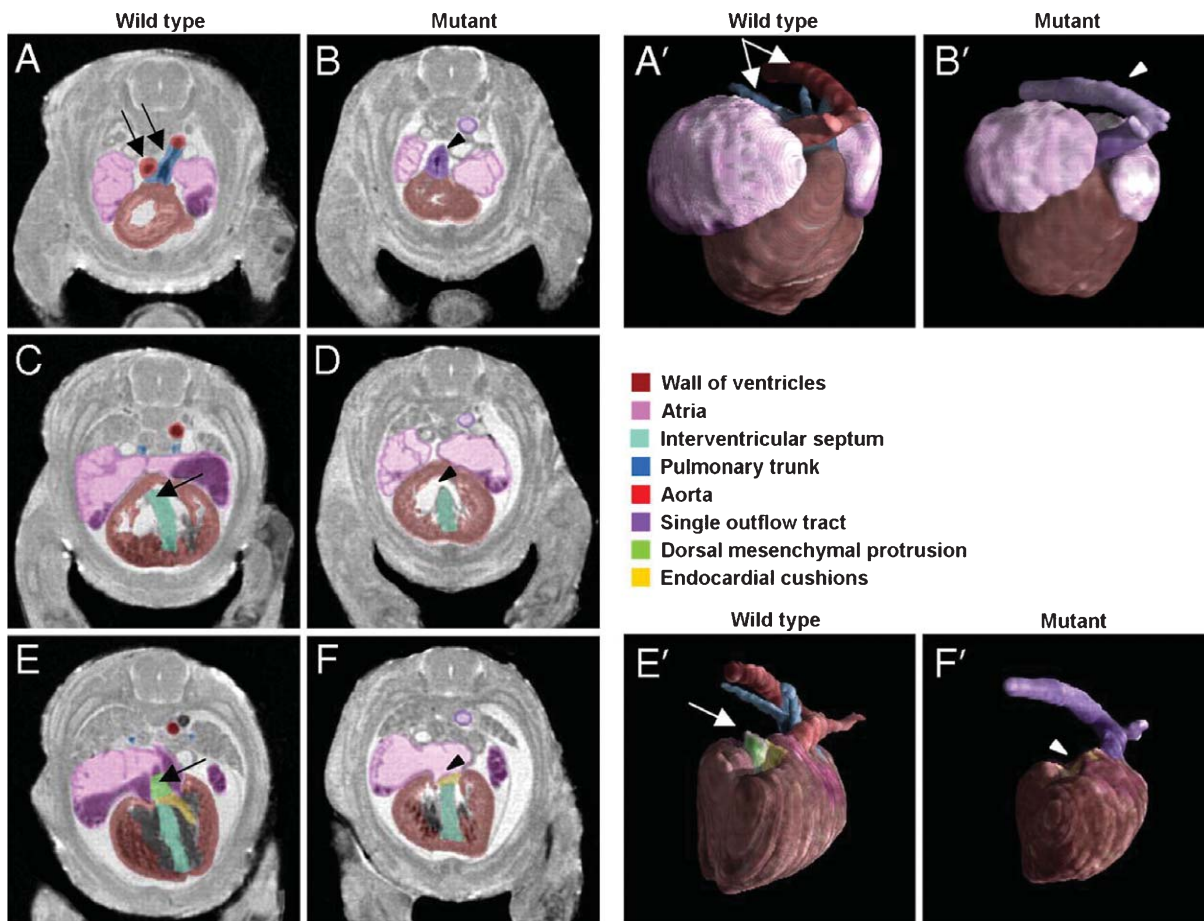 Wild type
Mutant
Wild type
Mutant
A
B
A′
B′
C
D
Wall of ventricles
Atria
Interventricular septum
Pulmonary trunk
Aorta
Single outflow tract
Dorsal mesenchymal protrusion
Endocardial cushions
Wild type
Mutant
E
F
E′
F′